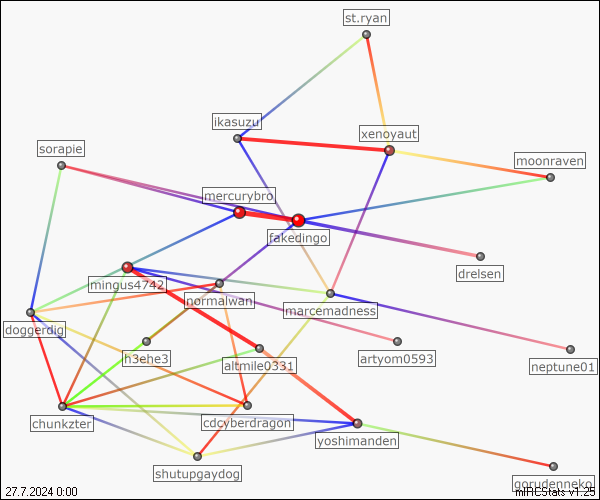 st.ryan
ikasuzu
xenoyaut
sorapie
moonraven
mercurybro
fakedingo
drelsen
mingus4742
normalwan
marcemadness
doggerdig
h3ehe3
altmile0331
artyom0593
neptune01
chunkzter
cdcyberdragon
yoshimanden
shutupgaydog
gorudenneko
27.7.2024 0:00
mIRCStats v1.25